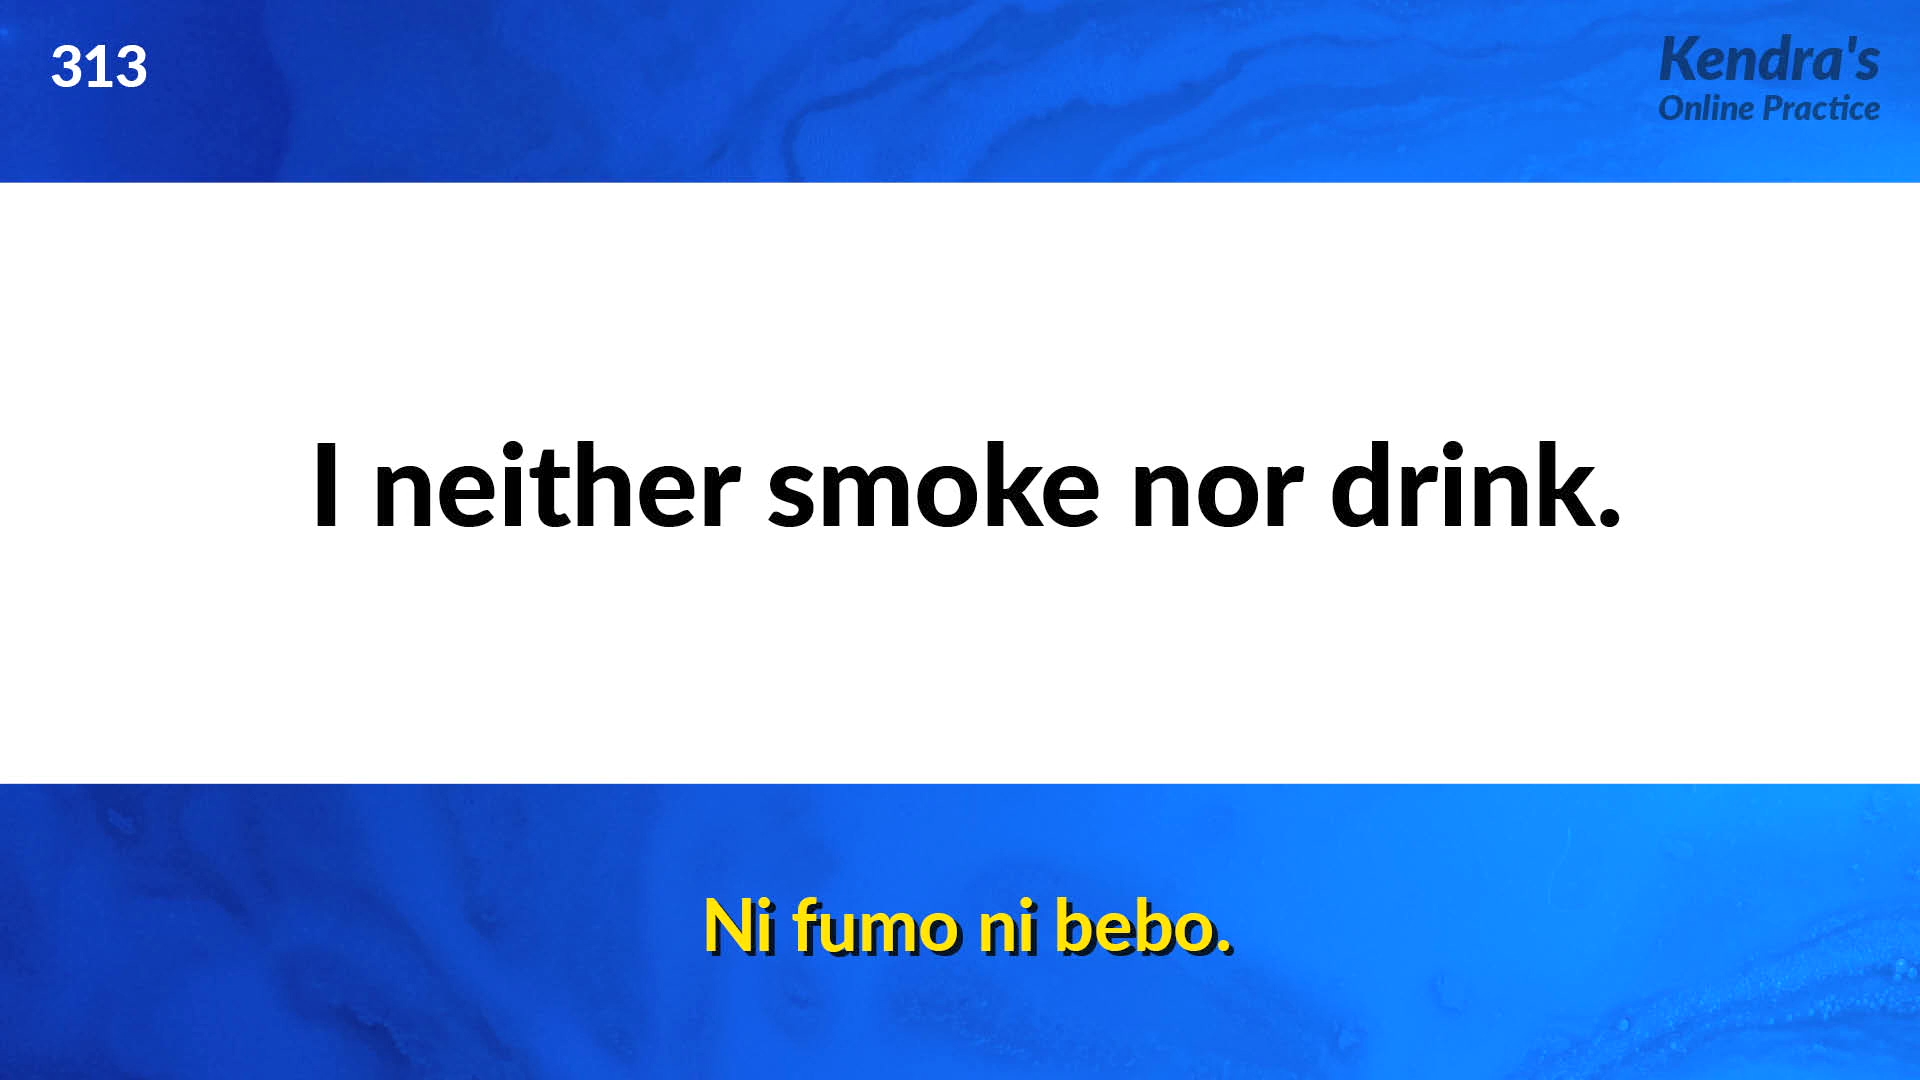 313
Kendra's
Online Practice
I neither smoke nor drink.
Ni fumo ni bebo.